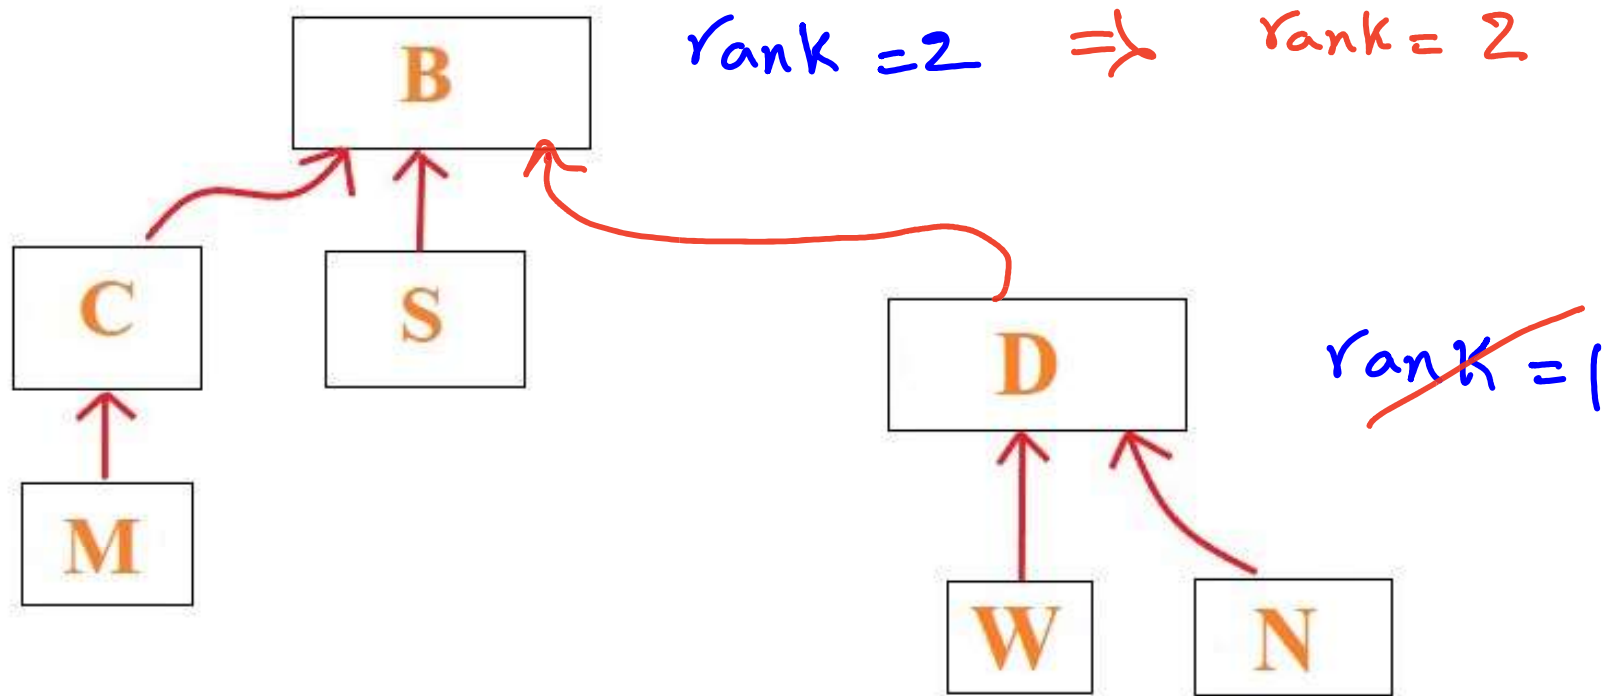 B rank = 2 ⇒ rank = 2
C S D rank = 1
M W N